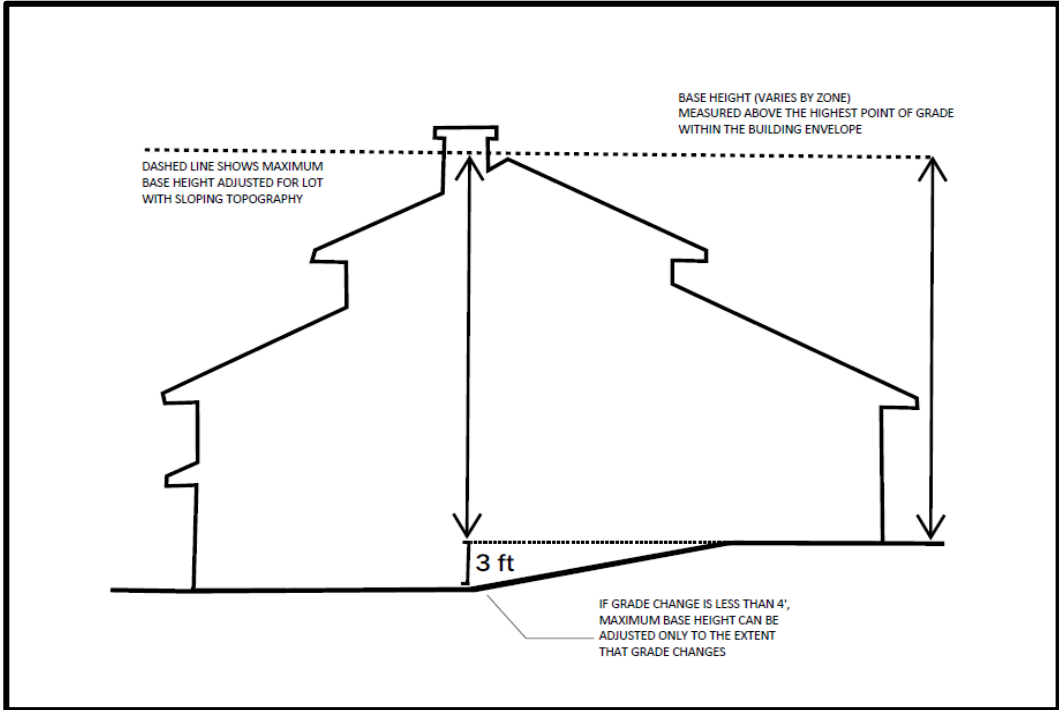 BASE HEIGHT (VARIES BY ZONE)
MEASURED ABOVE THE HIGHEST POINT OF GRADE
WITHIN THE BUILDING ENVELOPE
DASHED LINE SHOWS MAXIMUM
BASE HEIGHT ADJUSTED FOR LOT
WITH SLOPING TOPOGRAPHY
3 ft
IF GRADE CHANGE IS LESS THAN 4',
MAXIMUM BASE HEIGHT CAN BE
ADJUSTED ONLY TO THE EXTENT
THAT GRADE CHANGES